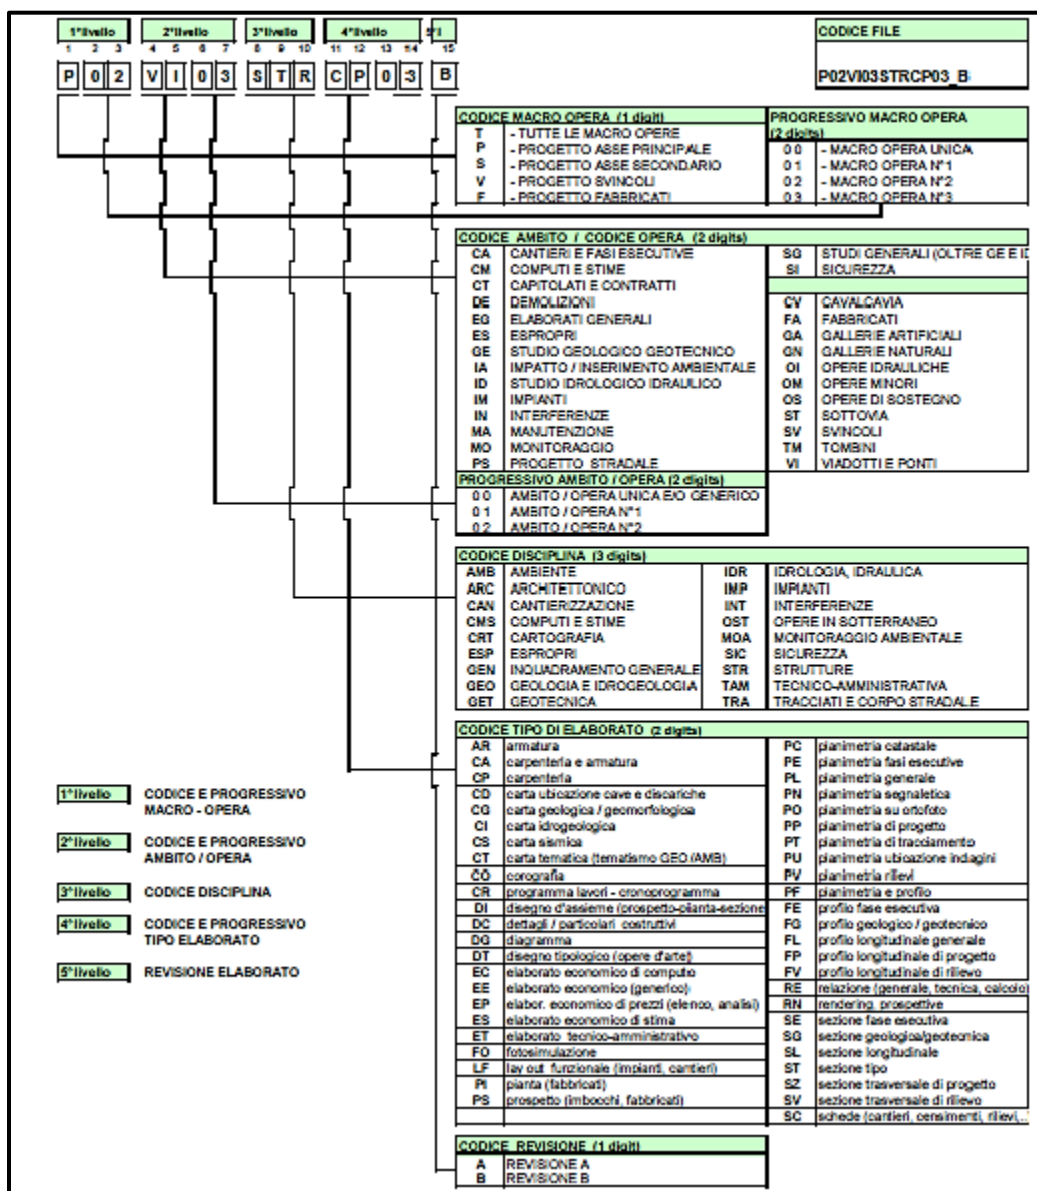 1°livello 2°livello 3°livello 4°livello 5°l
1 2 3 4 5 6 7 8 9 10 11 12 13 14 15
P 0 2 V I 0 3 S T R C P 0 3 B
CODICE FILE
P02VI03STRCP03_B
CODICE MACRO OPERA (1 digit)
T - TUTTE LE MACRO OPERE
P - PROGETTO ASSE PRINCIPALE
S - PROGETTO ASSE SECONDARIO
V - PROGETTO SVINCOLI
F - PROGETTO FABBRICATI
PROGRESSIVO MACRO OPERA
(2 digits)
0 0 - MACRO OPERA UNICA
0 1 - MACRO OPERA N°1
0 2 - MACRO OPERA N°2
0 3 - MACRO OPERA N°3
CODICE AMBITO / CODICE OPERA (2 digits)
CA CANTIERI E FASI ESECUTIVE
CM COMPUTI E STIME
CT CAPITOLATI E CONTRATTI
DE DEMOLIZIONI
EG ELABORATI GENERALI
ES ESPROPRI
GE STUDIO GEOLOGICO GEOTECNICO
IA IMPATTO / INSERIMENTO AMBIENTALE
ID STUDIO IDROLOGICO IDRAULICO
IM IMPIANTI
IN INTERFERENZE
MA MANUTENZIONE
MO MONITORAGGIO
PS PROGETTO STRADALE
SG STUDI GENERALI (OLTRE GE E ID
SI SICUREZZA
CV CAVALCAVIA
FA FABBRICATI
GA GALLERIE ARTIFICIALI
GN GALLERIE NATURALI
OI OPERE IDRAULICHE
OM OPERE MINORI
OS OPERE DI SOSTEGNO
ST SOTTOVIA
SV SVINCOLI
TM TOMBINI
VI VIADOTTI E PONTI
PROGRESSIVO AMBITO / OPERA (2 digits)
0 0 AMBITO / OPERA UNICA E/O GENERICO
0 1 AMBITO / OPERA N°1
0 2 AMBITO / OPERA N°2
CODICE DISCIPLINA (3 digits)
AMB AMBIENTE
ARC ARCHITETTONICO
CAN CANTIERIZZAZIONE
CMS COMPUTI E STIME
CRT CARTOGRAFIA
ESP ESPROPRI
GEN INQUADRAMENTO GENERALE
GEO GEOLOGIA E IDROGEOLOGIA
GET GEOTECNICA
IDR IDROLOGIA, IDRAULICA
IMP IMPIANTI
INT INTERFERENZE
OST OPERE IN SOTTERRANEO
MOA MONITORAGGIO AMBIENTALE
SIC SICUREZZA
STR STRUTTURE
TAM TECNICO-AMMINISTRATIVA
TRA TRACCIATI E CORPO STRADALE
CODICE TIPO DI ELABORATO (2 digits)
AR armatura
CA carpenteria e armatura
CP carpenteria
CD carta ubicazione cave e discariche
CG carta geologica / geomorfologica
CI carta idrogeologica
CS carta sismica
CT carta tematica (tematismo GEO /AMB)
CO corografia
CR programma lavori - cronoprogramma
DI disegno d'assieme (prospetto-piianta-sezione
DC dettagli / particolari costruttivi
DG diagramma
DT disegno tipologico (opere d'arte)
EC elaborato economico di computo
EE elaborato economico (generico)
EP elabor. economico di prezzi (elenco, analisi)
ES elaborato economico di stima
ET elaborato tecnico-amministrativo
FO fotosimulazione
LF lay out funzionale (impianti, cantieri)
PI pianta (fabbricati)
PS prospetto (imbocchi, fabbricati)
PC planimetria catastale
PE planimetria fasi esecutive
PL planimetria generale
PN planimetria segnaletica
PO planimetria su ortofoto
PP planimetria di progetto
PT planimetria di tracciamento
PU planimetria ubicazione indagini
PV planimetria rilievi
PF planimetria e profilo
FE profilo fase esecutiva
FG profilo geologico / geotecnico
FL profilo longitudinale generale
FP profilo longitudinale di progetto
FV profilo longitudinale di rilievo
RE relazione (generale, tecnica, calcolo)
RN rendering, prospettive
SE sezione fase esecutiva
SG sezione geologica/geotecnica
SL sezione longitudinale
ST sezione tipo
SZ sezione trasversale di progetto
SV sezione trasversale di rilievo
SC schede (cantieri, censimenti, rilievi,..
1°livello CODICE E PROGRESSIVO
MACRO - OPERA
2°livello CODICE E PROGRESSIVO
AMBITO / OPERA
3°livello CODICE DISCIPLINA
4°livello CODICE E PROGRESSIVO
TIPO ELABORATO
5°livello REVISIONE ELABORATO
CODICE REVISIONE (1 digit)
A REVISIONE A
B REVISIONE B